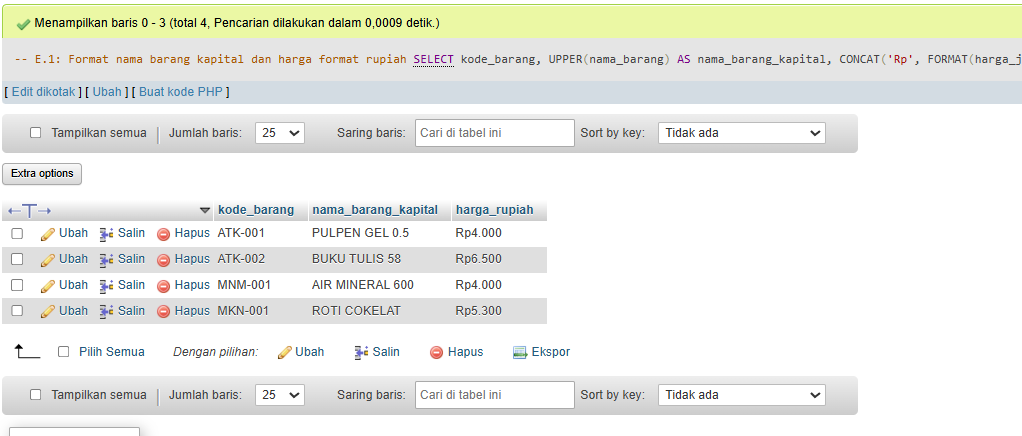 Menampilkan baris 0 - 3 (total 4, Pencarian dilakukan dalam 0,0009 detik.)
-- E.1: Format nama barang kapital dan harga format rupiah SELECT kode_barang, UPPER(nama_barang) AS nama_barang_kapital, CONCAT('Rp', FORMAT(harga_j
[ Edit dikotak ] [ Ubah ] [ Buat kode PHP ]
Tampilkan semua | Jumlah baris: 25 Saring baris: Cari di tabel ini Sort by key: Tidak ada
Extra options
kode_barang nama_barang_kapital harga_rupiah
Ubah Salin Hapus ATK-001 PULPEN GEL 0.5 Rp4.000
Ubah Salin Hapus ATK-002 BUKU TULIS 58 Rp6.500
Ubah Salin Hapus MNM-001 AIR MINERAL 600 Rp4.000
Ubah Salin Hapus MKN-001 ROTI COKELAT Rp5.300
Pilih Semua Dengan pilihan: Ubah Salin Hapus Ekspor
Tampilkan semua | Jumlah baris: 25 Saring baris: Cari di tabel ini Sort by key: Tidak ada